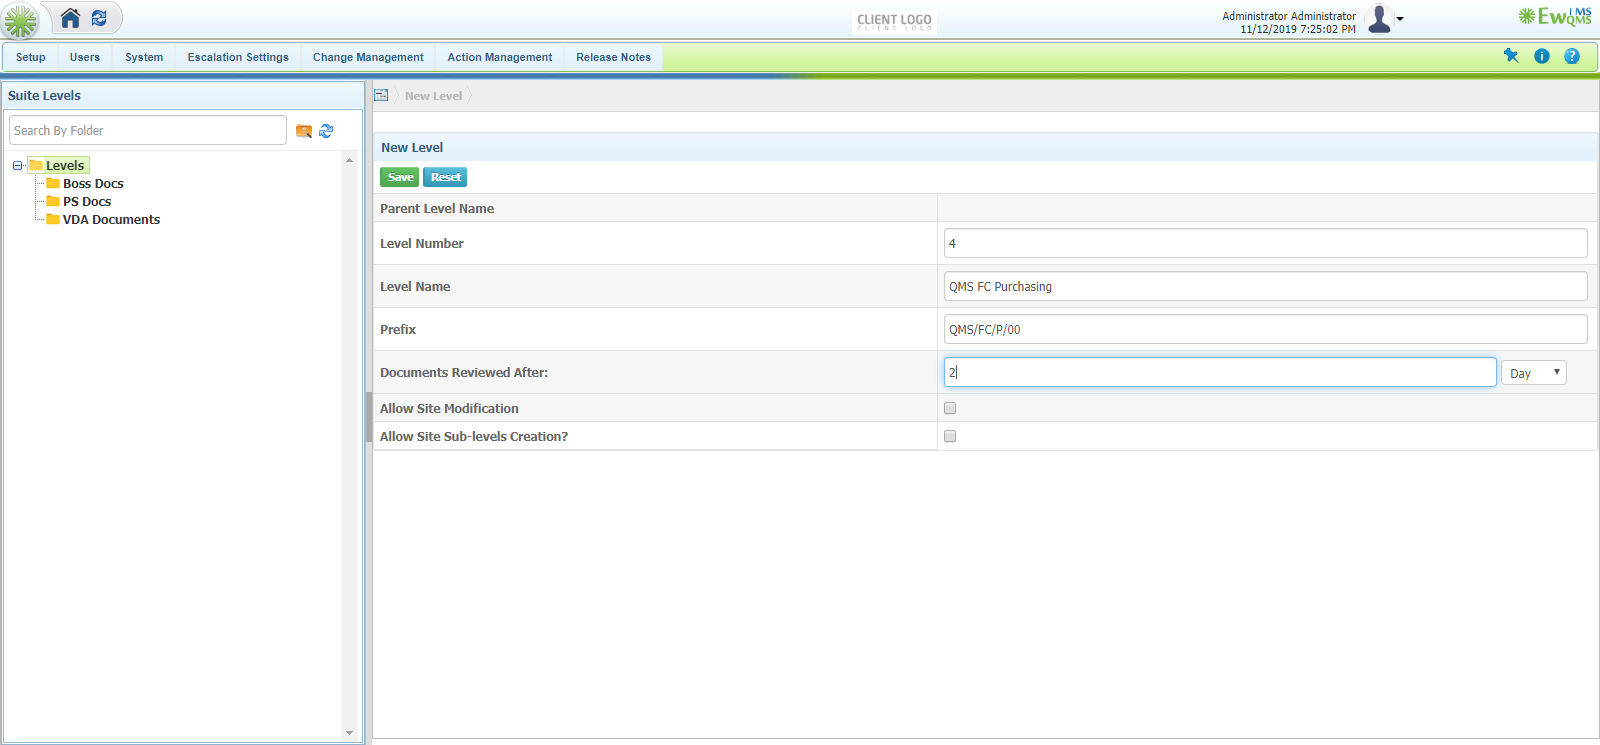 CLIENT LOGO
CLIENT LOGO
Administrator Administrator
11/12/2019 7:25:02 PM
EwIMS
QMS
Setup Users System Escalation Settings Change Management Action Management Release Notes
Suite Levels
Search By Folder
Levels
Boss Docs
PS Docs
VDA Documents
New Level
New Level
Save Reset
Parent Level Name
Level Number 4
Level Name QMS FC Purchasing
Prefix QMS/FC/P/00
Documents Reviewed After: 2 Day
Allow Site Modification
Allow Site Sub-levels Creation?